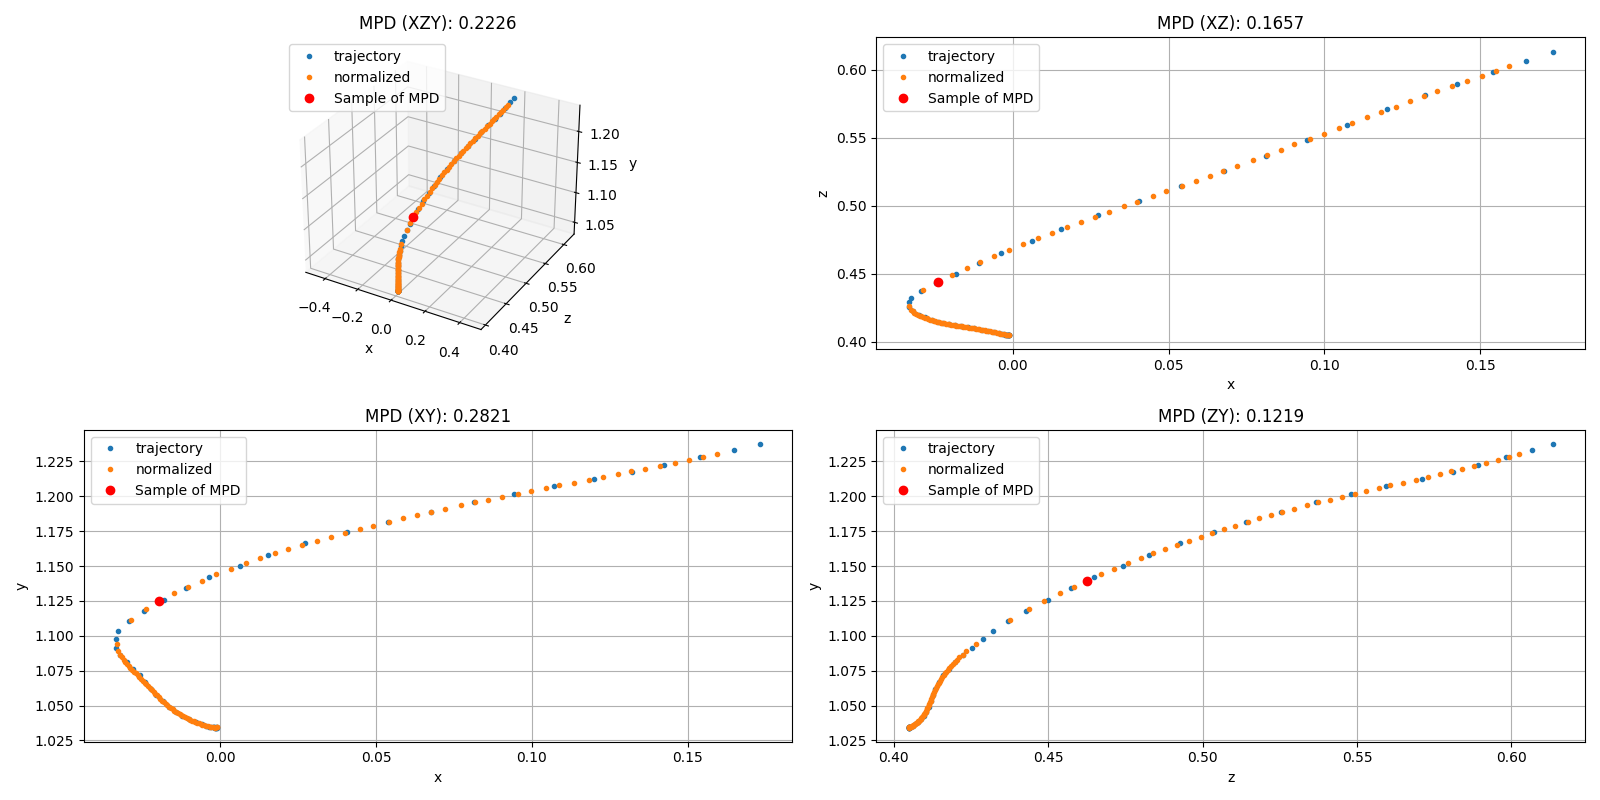 MPD (XZY): 0.2226
trajectory
normalized
Sample of MPD
1.20
1.15
1.10
1.05
y
0.60
0.55
0.50
0.45
0.40
z
−0.4
−0.2
0.0
0.2
0.4
x
MPD (XZ): 0.1657
trajectory
normalized
Sample of MPD
0.60
0.55
0.50
0.45
0.40
z
0.00
0.05
0.10
0.15
x
MPD (XY): 0.2821
trajectory
normalized
Sample of MPD
1.225
1.200
1.175
1.150
1.125
1.100
1.075
1.050
1.025
y
0.00
0.05
0.10
0.15
x
MPD (ZY): 0.1219
trajectory
normalized
Sample of MPD
1.225
1.200
1.175
1.150
1.125
1.100
1.075
1.050
1.025
y
0.40
0.45
0.50
0.55
0.60
z